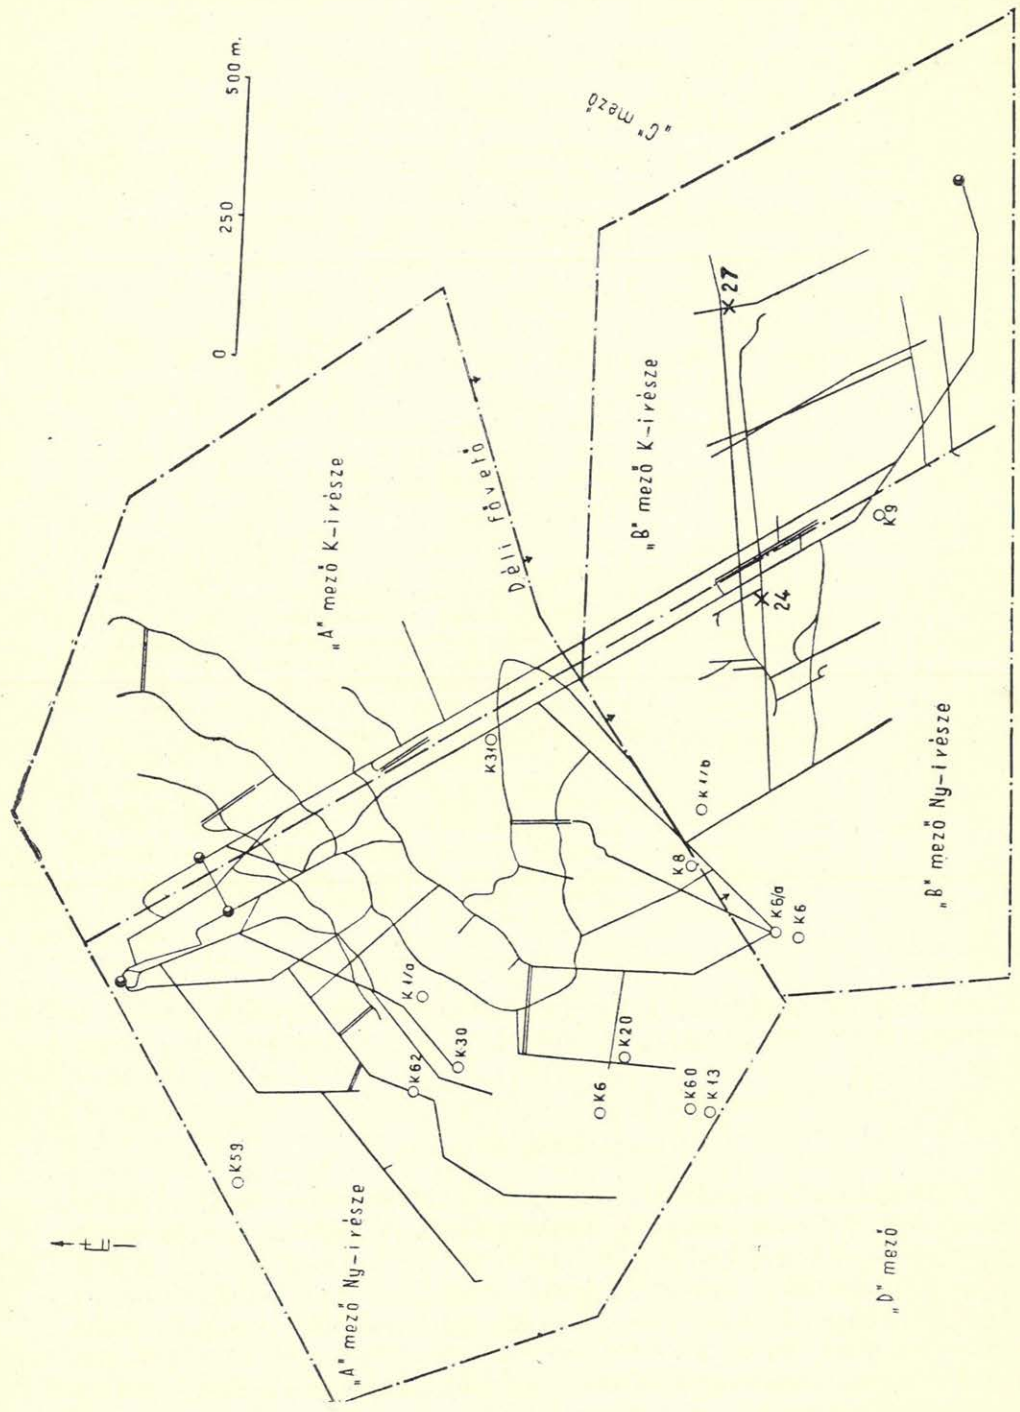 0 250 500 m.
É
„C" mező
„A" mező K-i része
Déli fővető
„B" mező K-i része
27
24
K9
K31
K1/b
K8
K6/a
K6
K1/a
K30
K62
K20
K6
K60
K13
K59
„A" mező Ny-i része
„B" mező Ny-i része
„D" mező